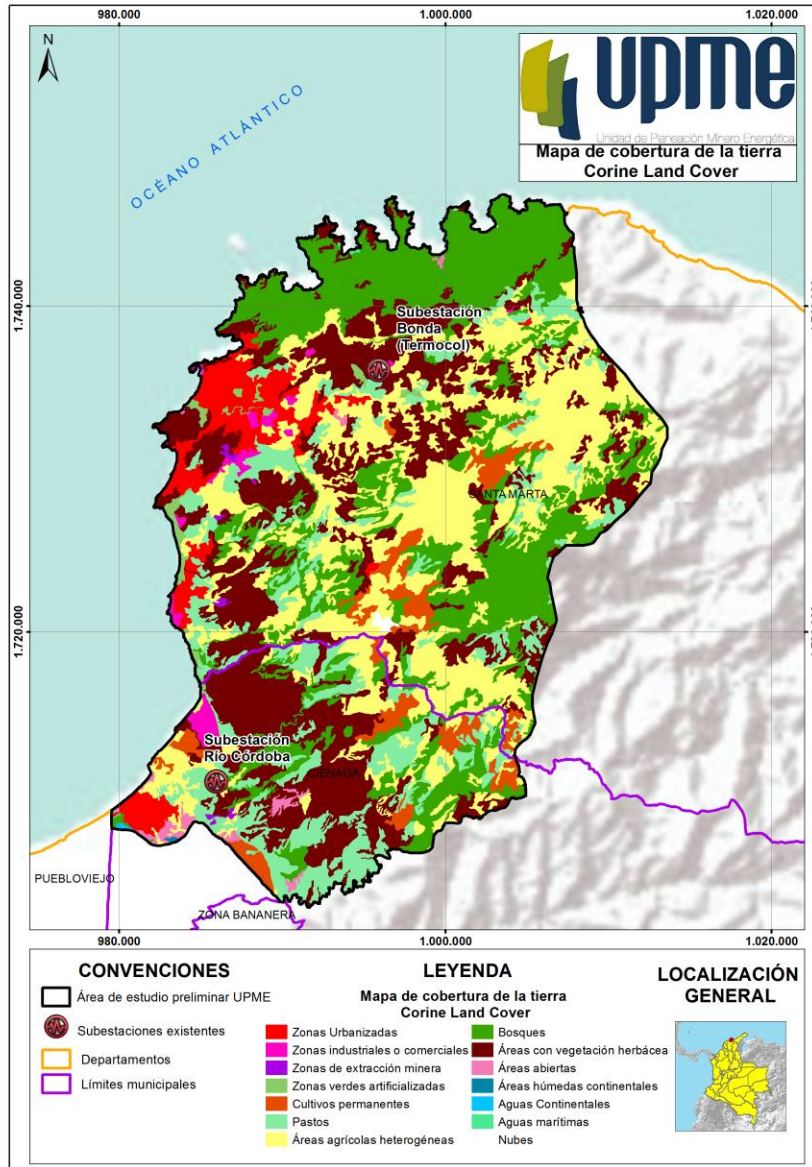 980.000
1.000.000
1.020.000
N
upme
Unidad de Planeación Minero Energética
Mapa de cobertura de la tierra
Corine Land Cover
OCÉANO ATLÁNTICO
1.740.000
Subestación
Bonda
(Termocol)
SANTA MARTA
1.720.000
Subestación
Río Córdoba
CIÉNAGA
PUEBLOVIEJO
ZONA BANANERA
980.000
1.000.000
1.020.000
CONVENCIONES
Área de estudio preliminar UPME
Subestaciones existentes
Departamentos
Límites municipales
LEYENDA
Mapa de cobertura de la tierra
Corine Land Cover
Zonas Urbanizadas
Zonas industriales o comerciales
Zonas de extracción minera
Zonas verdes artificializadas
Cultivos permanentes
Pastos
Áreas agrícolas heterogéneas
Bosques
Áreas con vegetación herbácea
Áreas abiertas
Áreas húmedas continentales
Aguas Continentales
Aguas marítimas
Nubes
LOCALIZACIÓN
GENERAL